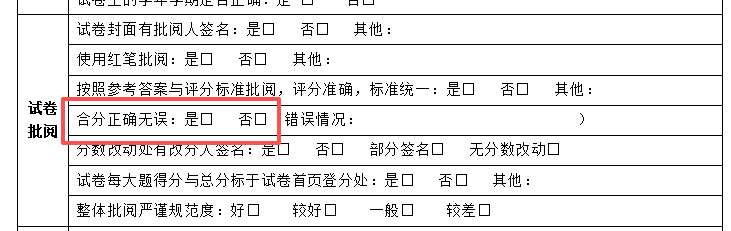 试卷上的学年学期是否正确：是□ 否□
试卷封面有批阅人签名：是□ 否□ 其他：
使用红笔批阅：是□ 否□ 其他：
按照参考答案与评分标准批阅，评分准确，标准统一：是□ 否□ 其他：
试卷
批阅
合分正确无误：是□ 否□ 错误情况： ）
分数改动处有改分人签名：是□ 否□ 部分签名□ 无分数改动□
试卷每大题得分与总分标于试卷首页登分处：是□ 否□ 其他：
整体批阅严谨规范度：好□ 较好□ 一般□ 较差□